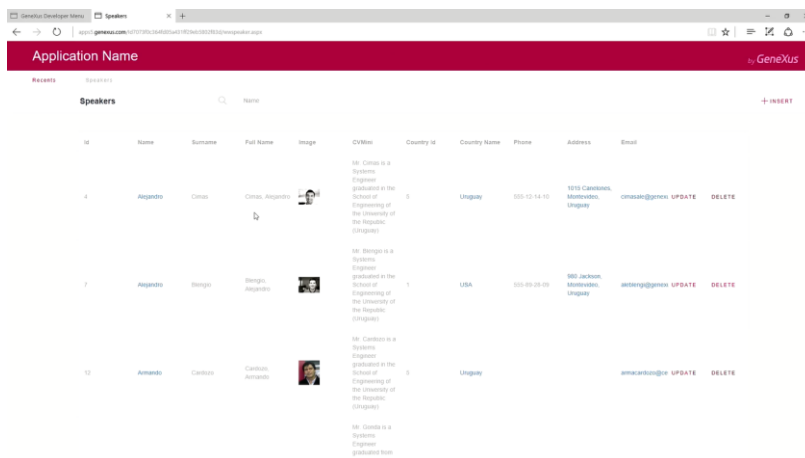 GeneXus Developer Menu
Speakers
Application Name
by GeneXus
Recents
Speakers
Speakers
Name
INSERT
Id Name Surname Full Name Image CVMini Country Id Country Name Phone Address Email
Mr. Cimas is a
Systems
Engineer
graduated in the
4 Alejandro Cimas Cimas, Alejandro School of 5 Uruguay 555-12-14-10 1010 Canelones, UPDATE DELETE
Engineering of Montevideo,
the University of Uruguay
the Republic
(Uruguay)
Mr. Blengio is a
Systems
Engineer
graduated in the
7 Alejandro Blengio Blengio, School of 1 USA 980 Jackson, UPDATE DELETE
Alejandro Engineering of Montevideo,
the University of Uruguay
the Republic
(Uruguay)
Mr. Cardozo is a
Systems
Engineer
graduated in the
12 Armando Cardozo Cardozo, School of 5 Uruguay UPDATE DELETE
Armando Engineering of
the University of
the Republic
(Uruguay)
Mr. Gomila is a
Systems
Engineer
graduated from